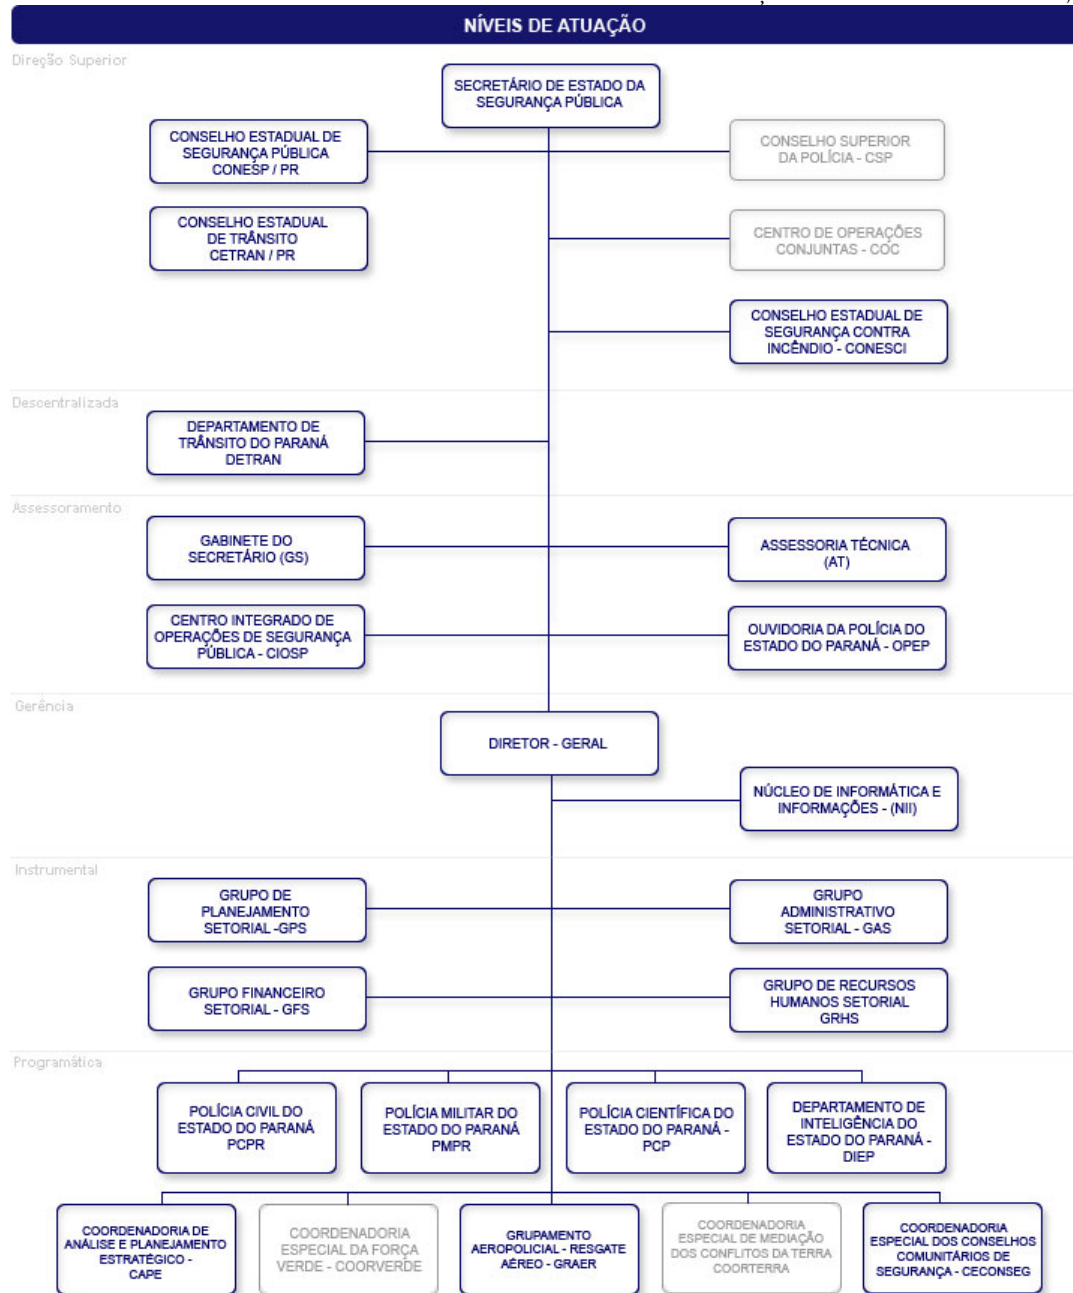 NÍVEIS DE ATUAÇÃO
Direção Superior
SECRETÁRIO DE ESTADO DA
SEGURANÇA PÚBLICA
CONSELHO ESTADUAL DE
SEGURANÇA PÚBLICA
CONESP / PR
CONSELHO SUPERIOR
DA POLÍCIA - CSP
CONSELHO ESTADUAL
DE TRÂNSITO
CETRAN / PR
CENTRO DE OPERAÇÕES
CONJUNTAS - COC
CONSELHO ESTADUAL DE
SEGURANÇA CONTRA
INCÊNDIO - CONESCI
Descentralizada
DEPARTAMENTO DE
TRÂNSITO DO PARANÁ
DETRAN
Assessoramento
GABINETE DO
SECRETÁRIO (GS)
ASSESSORIA TÉCNICA
(AT)
CENTRO INTEGRADO DE
OPERAÇÕES DE SEGURANÇA
PÚBLICA - CIOSP
OUVIDORIA DA POLÍCIA DO
ESTADO DO PARANÁ - OPEP
Gerência
DIRETOR - GERAL
NÚCLEO DE INFORMÁTICA E
INFORMAÇÕES - (NII)
Instrumental
GRUPO DE
PLANEJAMENTO
SETORIAL -GPS
GRUPO
ADMINISTRATIVO
SETORIAL - GAS
GRUPO FINANCEIRO
SETORIAL - GFS
GRUPO DE RECURSOS
HUMANOS SETORIAL
GRHS
Programática
POLÍCIA CIVIL DO
ESTADO DO PARANÁ
PCPR
POLÍCIA MILITAR DO
ESTADO DO PARANÁ
PMPR
POLÍCIA CIENTÍFICA DO
ESTADO DO PARANÁ -
PCP
DEPARTAMENTO DE
INTELIGÊNCIA DO
ESTADO DO PARANÁ -
DIEP
COORDENADORIA DE
ANÁLISE E PLANEJAMENTO
ESTRATÉGICO -
CAPE
COORDENADORIA
ESPECIAL DA FORÇA
VERDE - COORVERDE
GRUPAMENTO
AEROPOLICIAL - RESGATE
AÉREO - GRAER
COORDENADORIA
ESPECIAL DE MEDIAÇÃO
DOS CONFLITOS DA TERRA
COORTERRA
COORDENADORIA
ESPECIAL DOS CONSELHOS
COMUNITÁRIOS DE
SEGURANÇA - CECONSEG